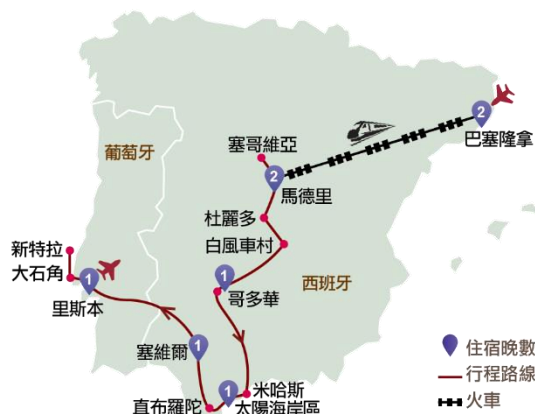 塞哥維亞
2
巴塞隆拿
葡萄牙
2
馬德里
杜麗多
白風車村
新特拉
大石角
1
里斯本
1
哥多華
西班牙
塞維爾
1
米哈斯
1
太陽海岸區
直布羅陀
住宿晚數
行程路線
火車